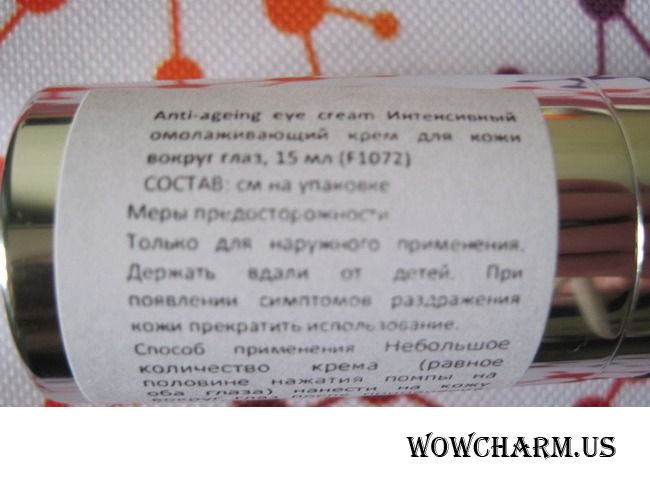 Anti-ageing eye cream Интенсивный
омолаживающий крем для кожи
вокруг глаз, 15 мл (F1072)
СОСТАВ: см на упаковке
Меры предосторожности
Только для наружного применения.
Держать вдали от детей. При
появлении симптомов раздражения
кожи прекратить использование.
Способ применения Небольшое
количество крема (равное
половине нажатия помпы на
оба глаза) нанести на кожу
вокруг глаз
WOWCHARM.US